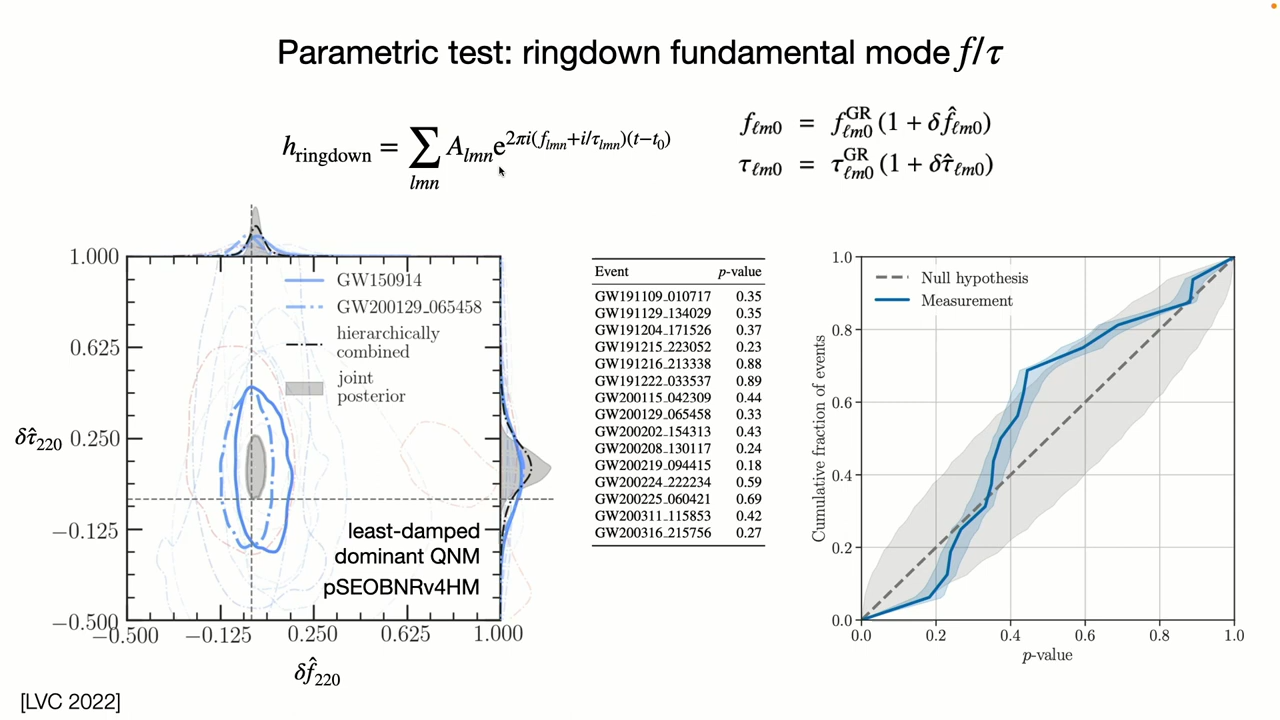 Parametric test: ringdown fundamental mode f/τ
h_ringdown = ∑_lmn A_lmn e^{2πi(f_lmn+i/τ_lmn)(t−t_0)}
f_ℓm0 = f^GR_ℓm0 (1 + δf̂_ℓm0)
τ_ℓm0 = τ^GR_ℓm0 (1 + δτ̂_ℓm0)
1.000
0.625
δτ̂_220 0.250
−0.125
−0.500
−0.500 −0.125 0.250 0.625 1.000
δf̂_220
GW150914
GW200129_065458
hierarchically
combined
joint
posterior
least-damped
dominant QNM
pSEOBNRv4HM
Event p-value
GW191109_010717 0.35
GW191129_134029 0.35
GW191204_171526 0.37
GW191215_223052 0.23
GW191216_213338 0.88
GW191222_033537 0.89
GW200115_042309 0.44
GW200129_065458 0.33
GW200202_154313 0.43
GW200208_130117 0.24
GW200219_094415 0.18
GW200224_222234 0.59
GW200225_060421 0.69
GW200311_115853 0.42
GW200316_215756 0.27
Null hypothesis
Measurement
Cumulative fraction of events
1.0
0.8
0.6
0.4
0.2
0.0
0.0 0.2 0.4 0.6 0.8 1.0
p-value
[LVC 2022]